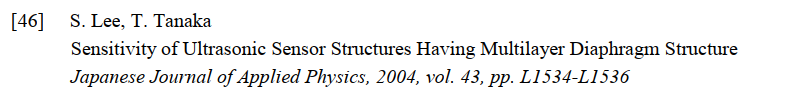 [46] S. Lee, T. Tanaka
Sensitivity of Ultrasonic Sensor Structures Having Multilayer Diaphragm Structure
Japanese Journal of Applied Physics, 2004, vol. 43, pp. L1534-L1536